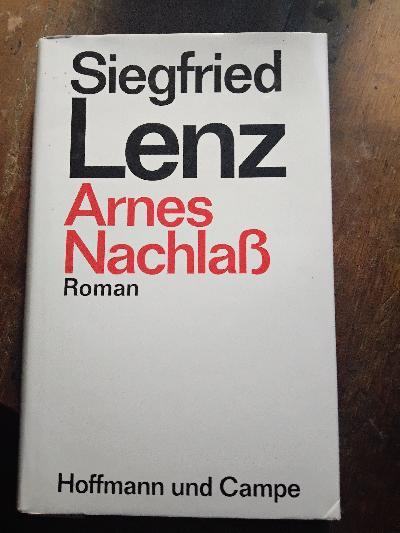 Siegfried
Lenz
Arnes
Nachlaß
Roman
Hoffmann und Campe